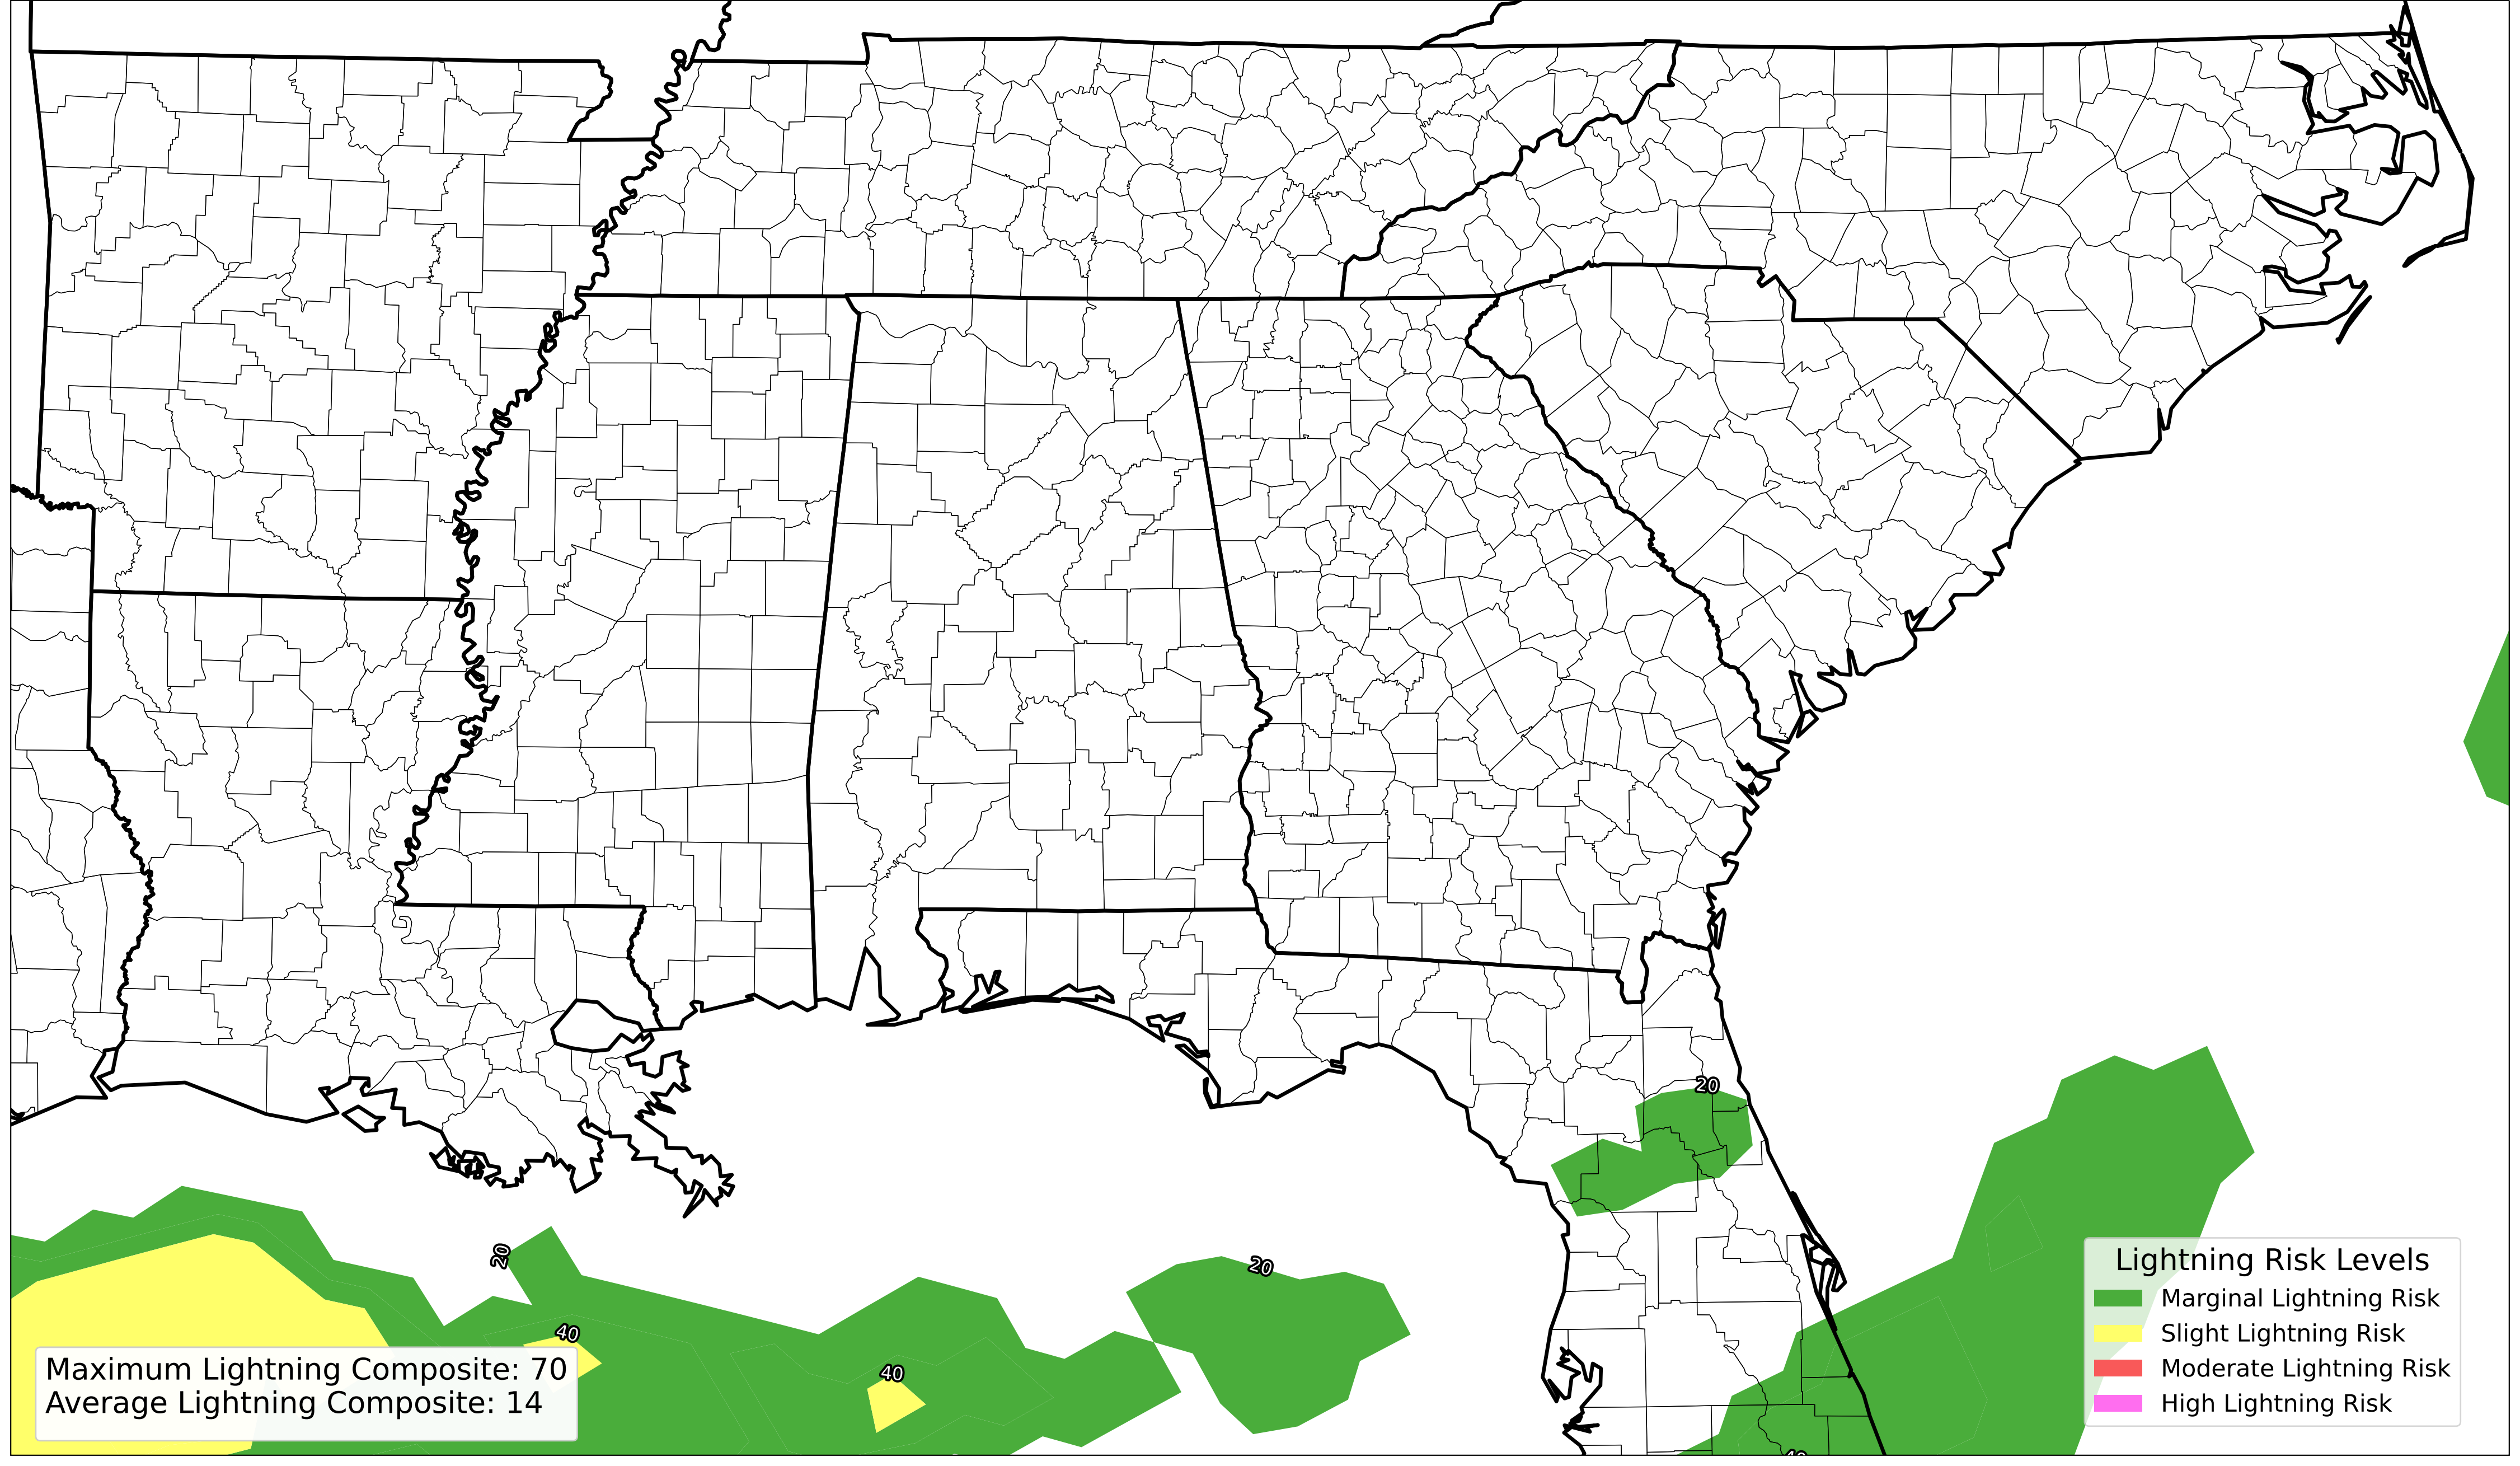 20
20
20
40
40
40
Maximum Lightning Composite: 70
Average Lightning Composite: 14
Lightning Risk Levels
Marginal Lightning Risk
Slight Lightning Risk
Moderate Lightning Risk
High Lightning Risk